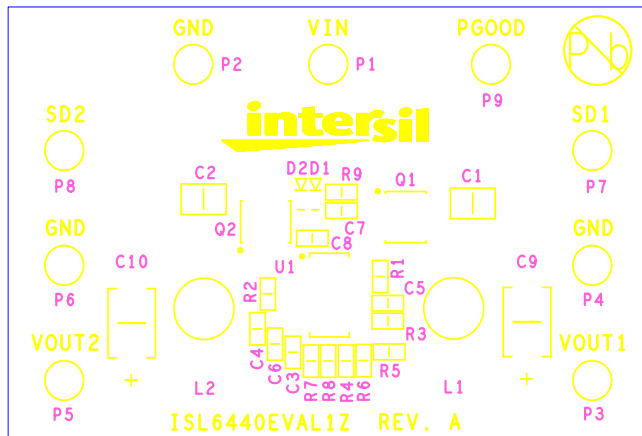 GND
VIN
PGOOD
P2
P1
P9
Pb
SD2
SD1
intersil
P8
P7
C2
D2D1
R9
Q1
C1
Q2
C7
C8
GND
GND
C10
U1
R1
C9
P6
P4
R2
C5
R3
VOUT2
VOUT1
C4
C6
C3
R7
R8
R4
R6
R5
+
+
P5
L2
L1
P3
ISL6440EVAL1Z REV. A